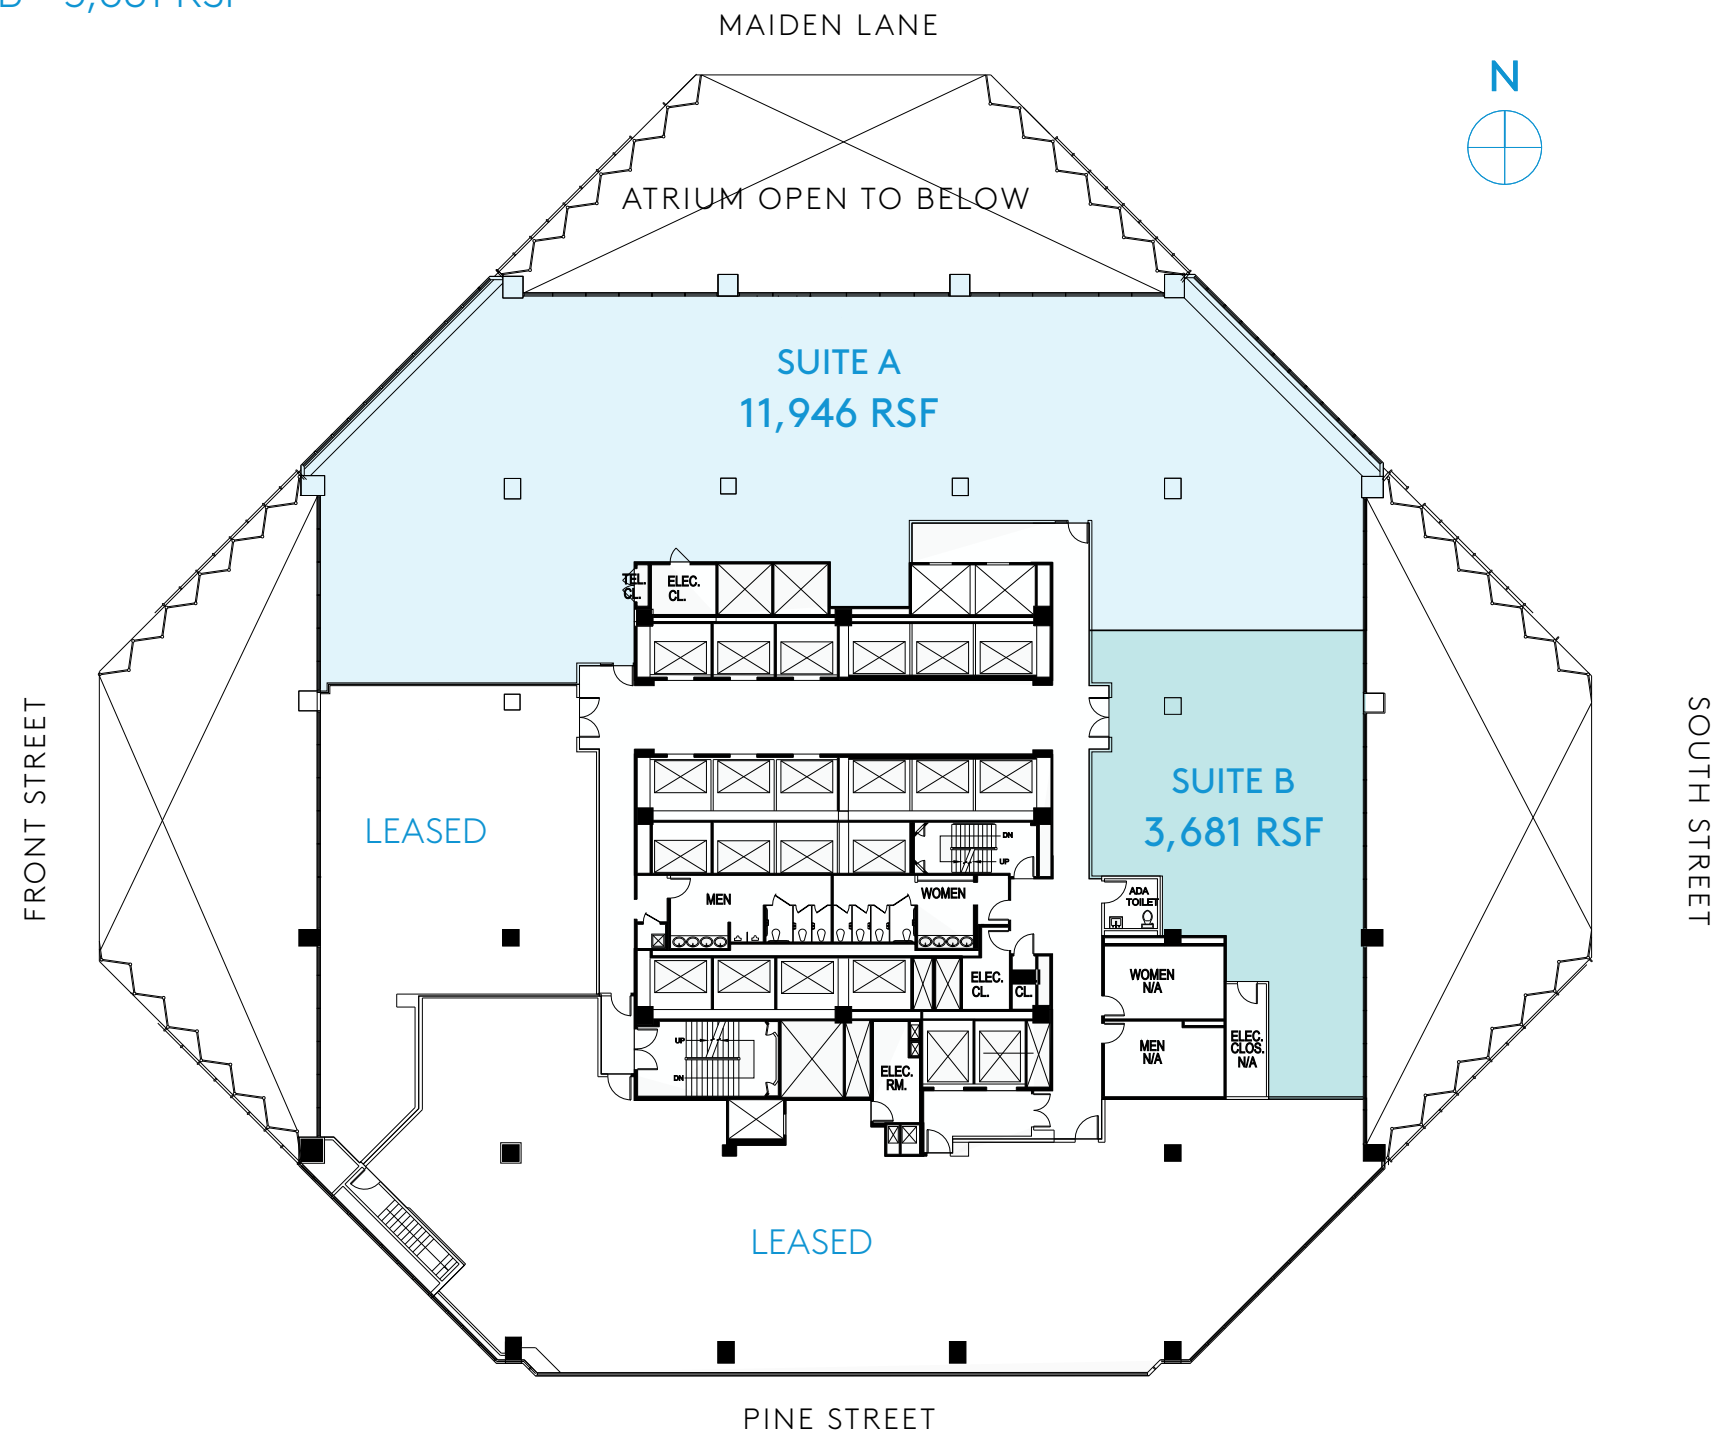 MAIDEN LANE
N
ATRIUM OPEN TO BELOW
SUITE A
11,946 RSF
TEL.
CL.
ELEC.
CL.
FRONT STREET
SOUTH STREET
LEASED
SUITE B
3,681 RSF
DN
UP
MEN
WOMEN
ADA
TOILET
ELEC.
CL.
CL.
WOMEN
N/A
MEN
N/A
ELEC.
CLOS.
N/A
UP
DN
ELEC.
RM.
LEASED
PINE STREET